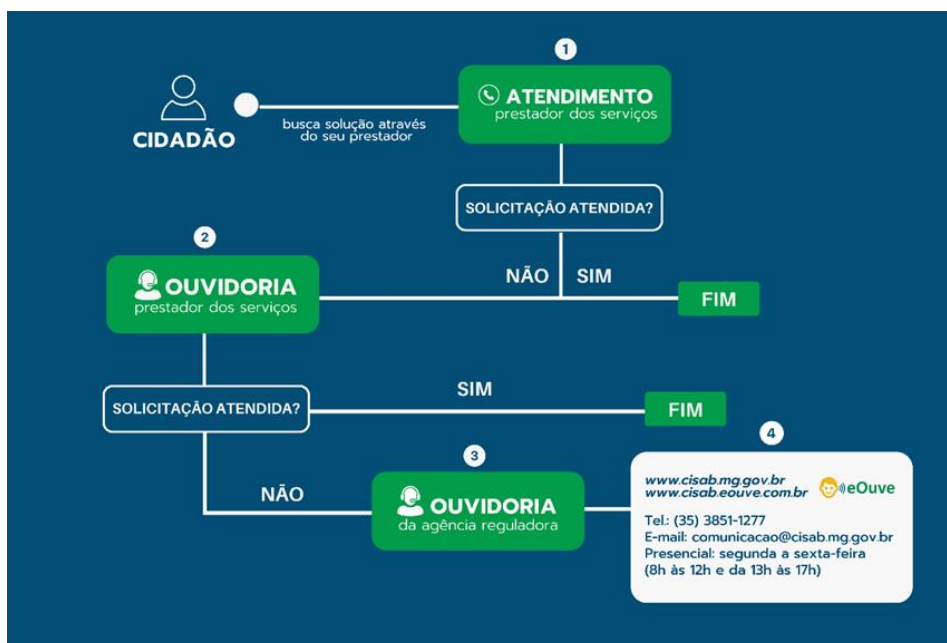 1
ATENDIMENTO
prestador dos serviços
CIDADÃO
busca solução através
do seu prestador
SOLICITAÇÃO ATENDIDA?
2
OUVIDORIA
prestador dos serviços
NÃO
SIM
FIM
SOLICITAÇÃO ATENDIDA?
SIM
FIM
NÃO
3
OUVIDORIA
da agência reguladora
4
www.cisab.mg.gov.br
www.cisab.eouve.com.br
eOuve
Tel.: (35) 3851-1277
E-mail: comunicacao@cisab.mg.gov.br
Presencial: segunda a sexta-feira
(8h às 12h e da 13h às 17h)